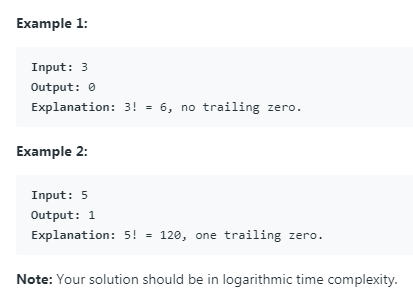 Example 1:
Input: 3
Output: 0
Explanation: 3! = 6, no trailing zero.
Example 2:
Input: 5
Output: 1
Explanation: 5! = 120, one trailing zero.
Note: Your solution should be in logarithmic time complexity.